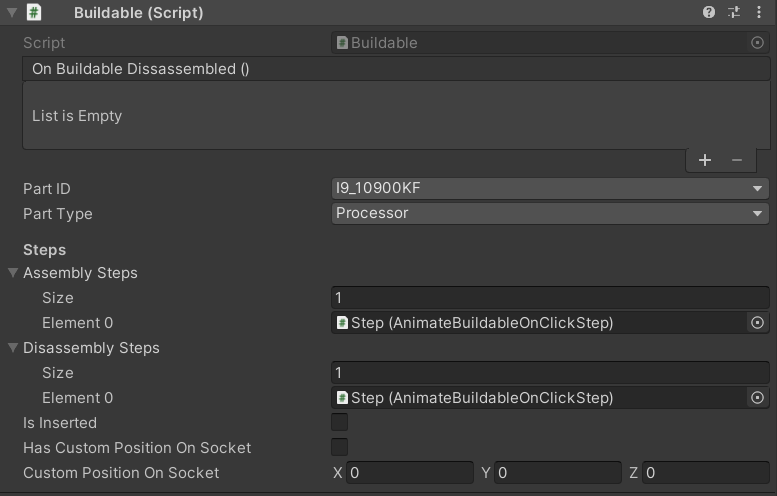 Buildable (Script)
Script Buildable
On Buildable Dissassembled ()
List is Empty
+ −
Part ID I9_10900KF
Part Type Processor
Steps
Assembly Steps
Size 1
Element 0 Step (AnimateBuildableOnClickStep)
Disassembly Steps
Size 1
Element 0 Step (AnimateBuildableOnClickStep)
Is Inserted
Has Custom Position On Socket
Custom Position On Socket X 0 Y 0 Z 0